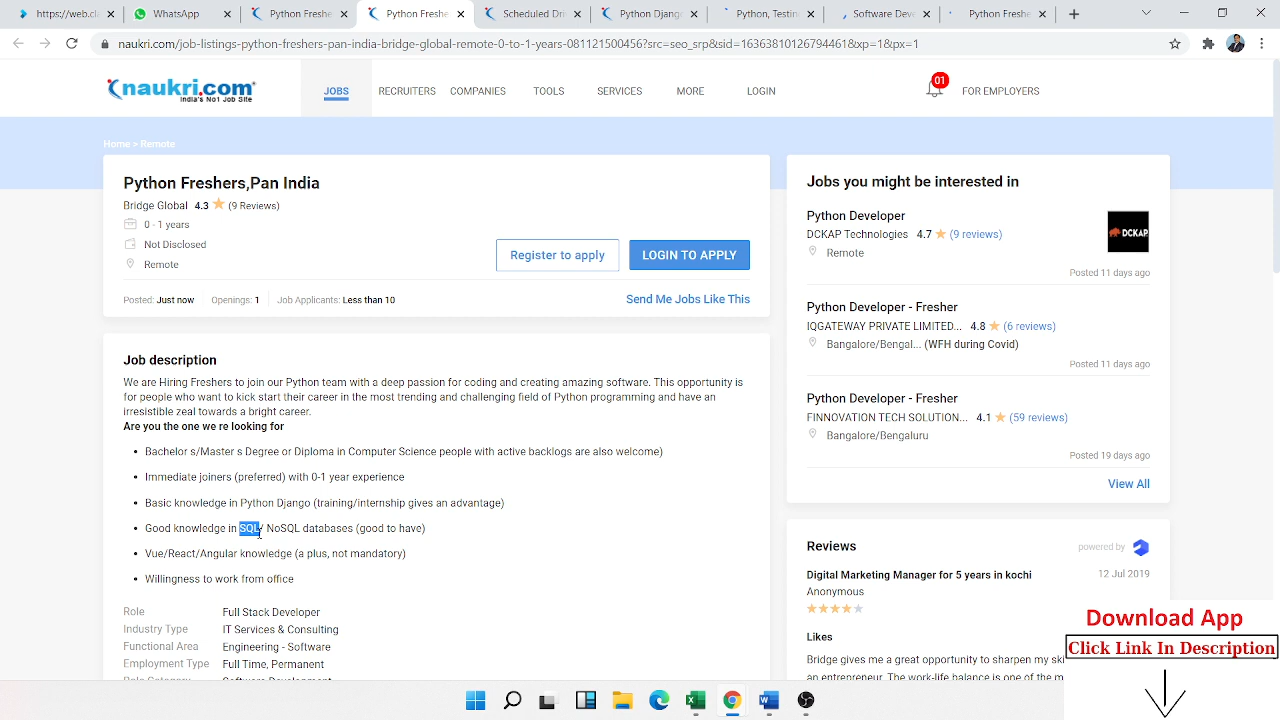 https://web.cl
WhatsApp
Python Freshe
Python Freshe
Scheduled Dri
Python Djang
Python, Testin
Software Deve
Python Freshe
naukri.com/job-listings-python-freshers-pan-india-bridge-global-remote-0-to-1-years-081121500456?src=seo_srp&sid=16363810126794461&xp=1&px=1
naukri.com
India's No1 Job Site
JOBS
RECRUITERS
COMPANIES
TOOLS
SERVICES
MORE
LOGIN
01
FOR EMPLOYERS
Home > Remote
Python Freshers,Pan India
Bridge Global 4.3 (9 Reviews)
0 - 1 years
Not Disclosed
Remote
Register to apply
LOGIN TO APPLY
Posted: Just now
Openings: 1
Job Applicants: Less than 10
Send Me Jobs Like This
Job description
We are Hiring Freshers to join our Python team with a deep passion for coding and creating amazing software. This opportunity is
for people who want to kick start their career in the most trending and challenging field of Python programming and have an
irresistible zeal towards a bright career.
Are you the one we re looking for
• Bachelor s/Master s Degree or Diploma in Computer Science people with active backlogs are also welcome)
• Immediate joiners (preferred) with 0-1 year experience
• Basic knowledge in Python Django (training/internship gives an advantage)
• Good knowledge in SQL/ NoSQL databases (good to have)
• Vue/React/Angular knowledge (a plus, not mandatory)
• Willingness to work from office
Role Full Stack Developer
Industry Type IT Services & Consulting
Functional Area Engineering - Software
Employment Type Full Time, Permanent
Jobs you might be interested in
Python Developer
DCKAP Technologies 4.7 (9 reviews)
Remote
DCKAP
Posted 11 days ago
Python Developer - Fresher
IQGATEWAY PRIVATE LIMITED... 4.8 (6 reviews)
Bangalore/Bengal... (WFH during Covid)
Posted 11 days ago
Python Developer - Fresher
FINNOVATION TECH SOLUTION... 4.1 (59 reviews)
Bangalore/Bengaluru
Posted 19 days ago
View All
Reviews
powered by
Digital Marketing Manager for 5 years in kochi
12 Jul 2019
Anonymous
Likes
Bridge gives me a great opportunity to sharpen my ski
Download App
Click Link In Description